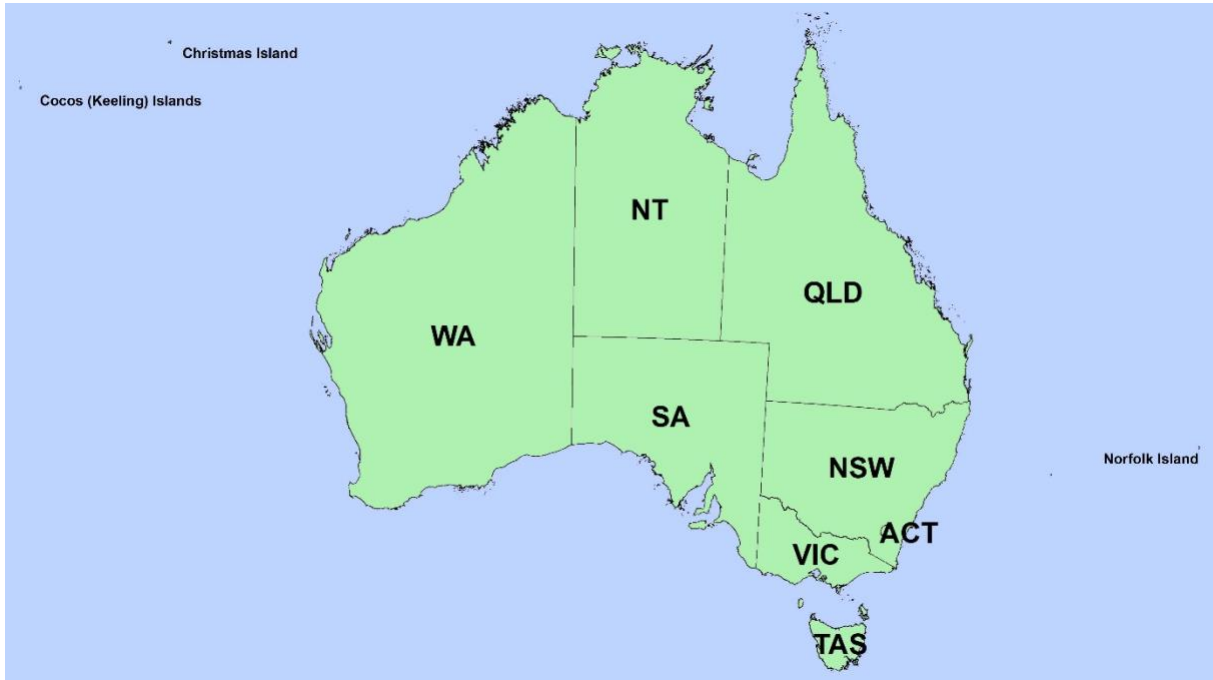 Christmas Island
Cocos (Keeling) Islands
NT
QLD
WA
SA
NSW
Norfolk Island
ACT
VIC
TAS